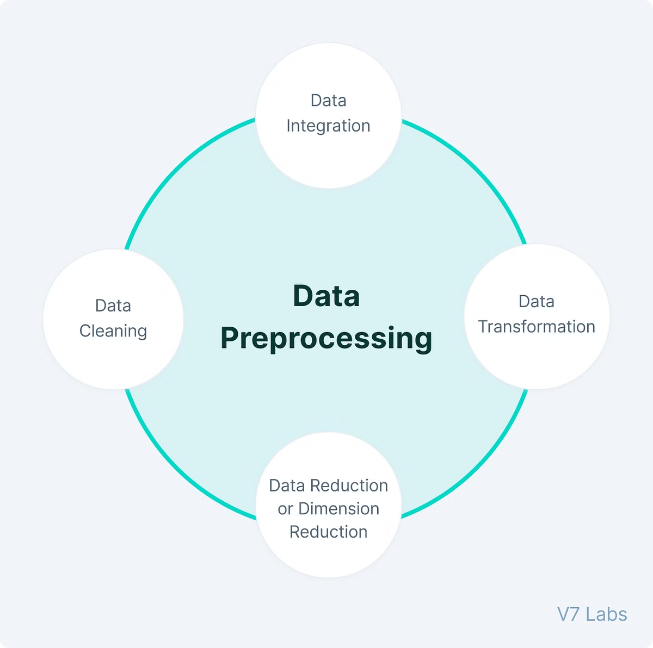 Data
Integration
Data
Cleaning
Data
Preprocessing
Data
Transformation
Data Reduction
or Dimension
Reduction
V7 Labs